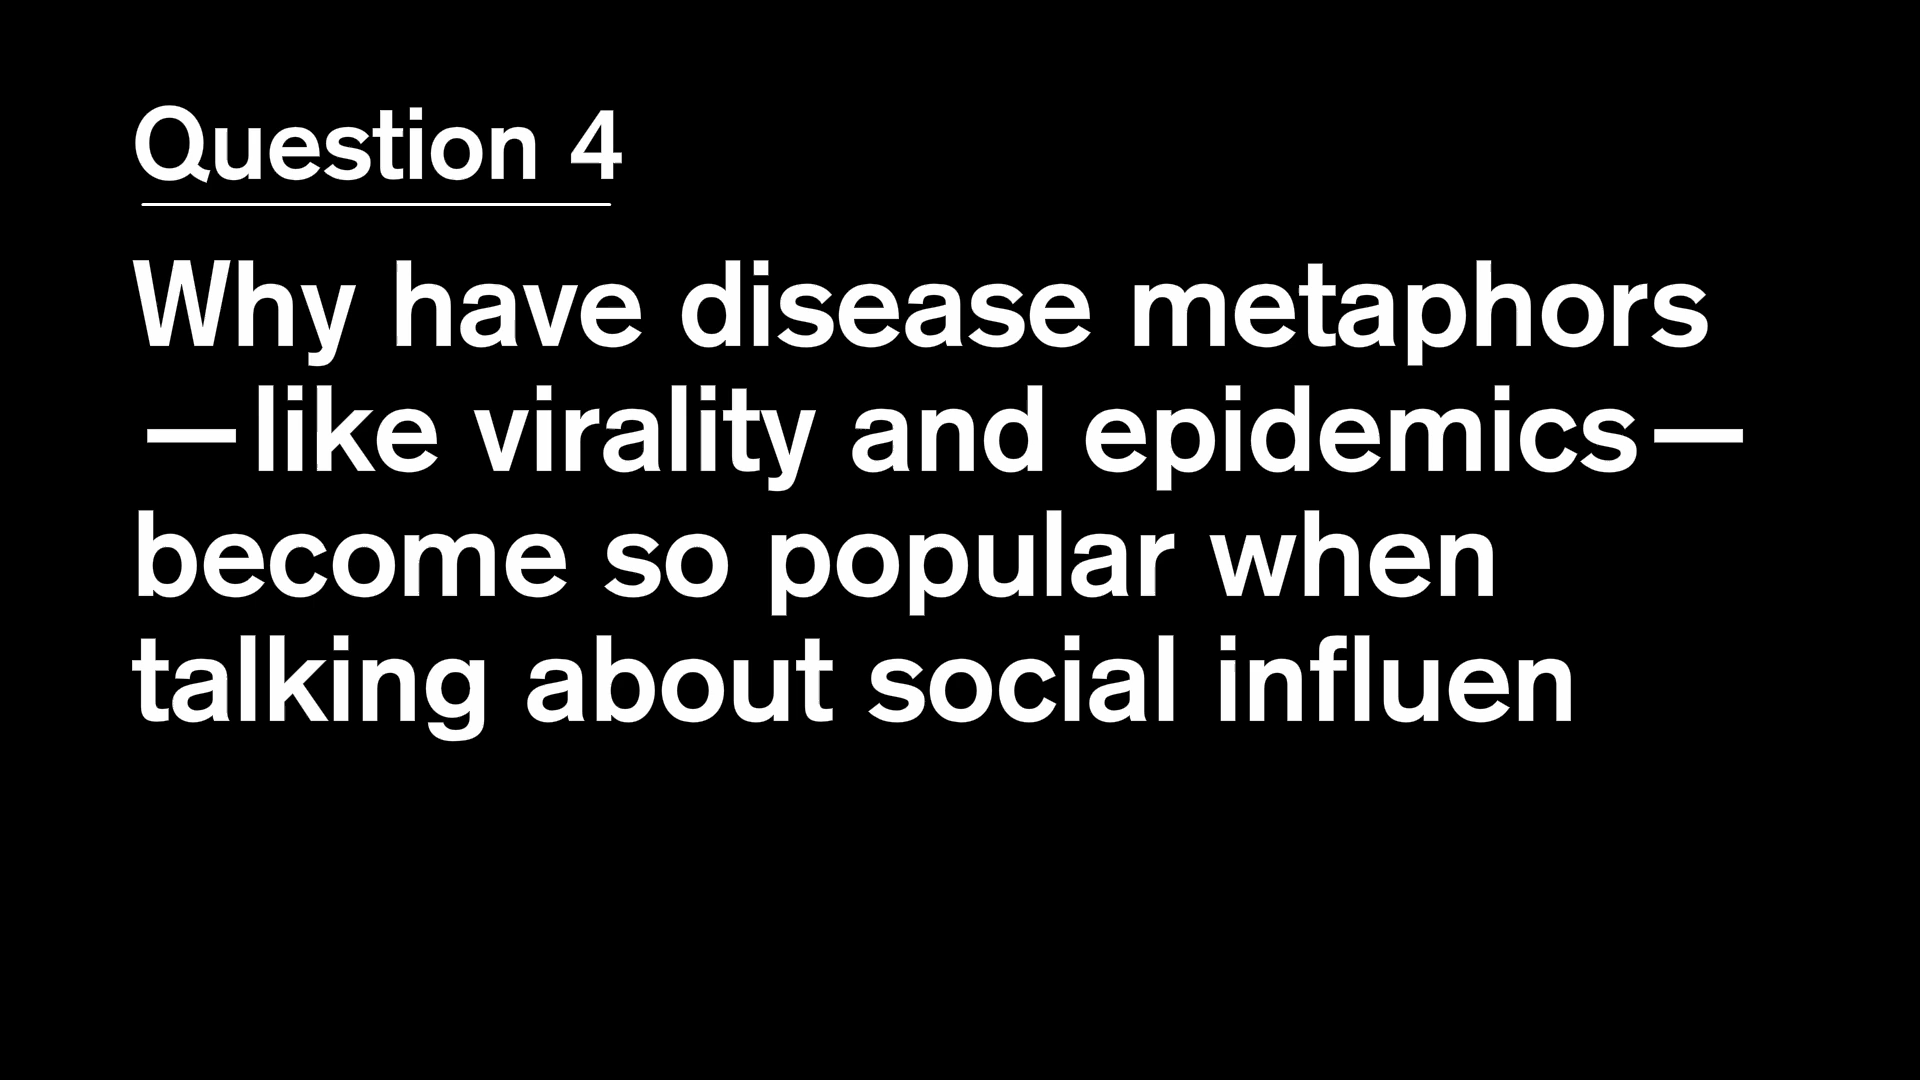 Question 4
Why have disease metaphors
—like virality and epidemics—
become so popular when
talking about social influen